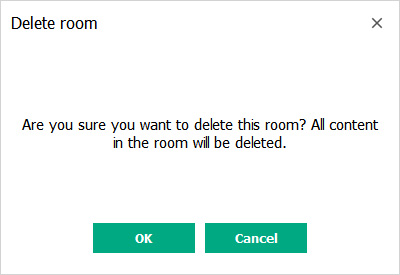 Delete room
Are you sure you want to delete this room? All content
in the room will be deleted.
OK
Cancel